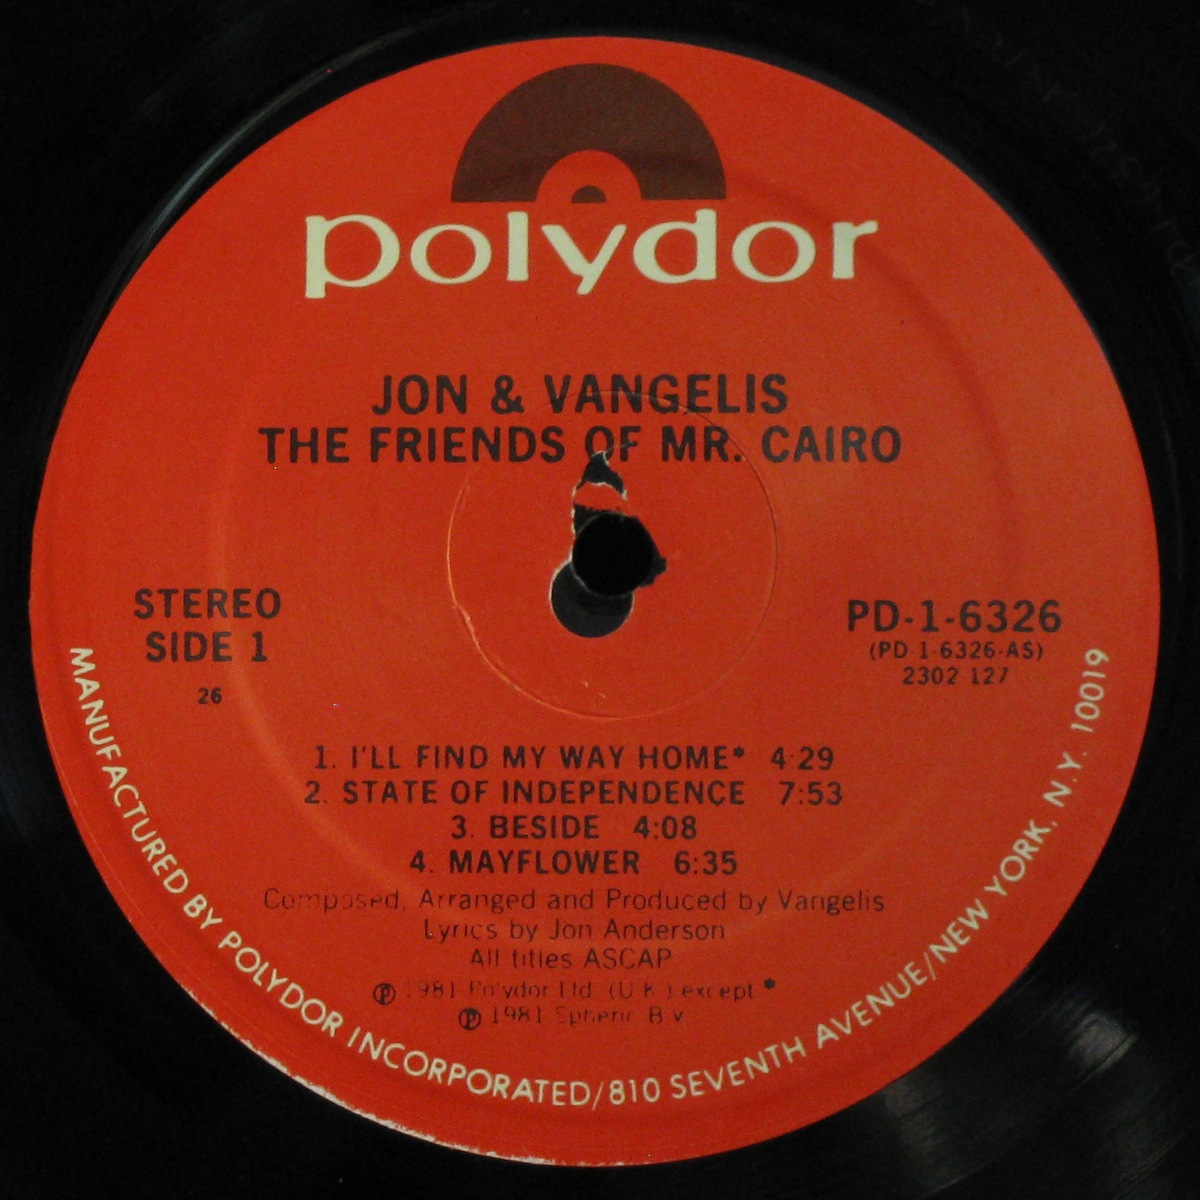 polydor
JON & VANGELIS
THE FRIENDS OF MR. CAIRO
STEREO
SIDE 1
26
PD-1-6326
(PD 1-6326-AS)
2302 127
1. I'LL FIND MY WAY HOME* 4:29
2. STATE OF INDEPENDENCE 7:53
3. BESIDE 4:08
4. MAYFLOWER 6:35
Composed, Arranged and Produced by Vangelis
Lyrics by Jon Anderson
All titles ASCAP
℗ 1981 Polydor Ltd. (U.K.) except *
℗ 1981 Spheric B.V.
MANUFACTURED BY POLYDOR INCORPORATED/810 SEVENTH AVENUE/NEW YORK, N.Y. 10019